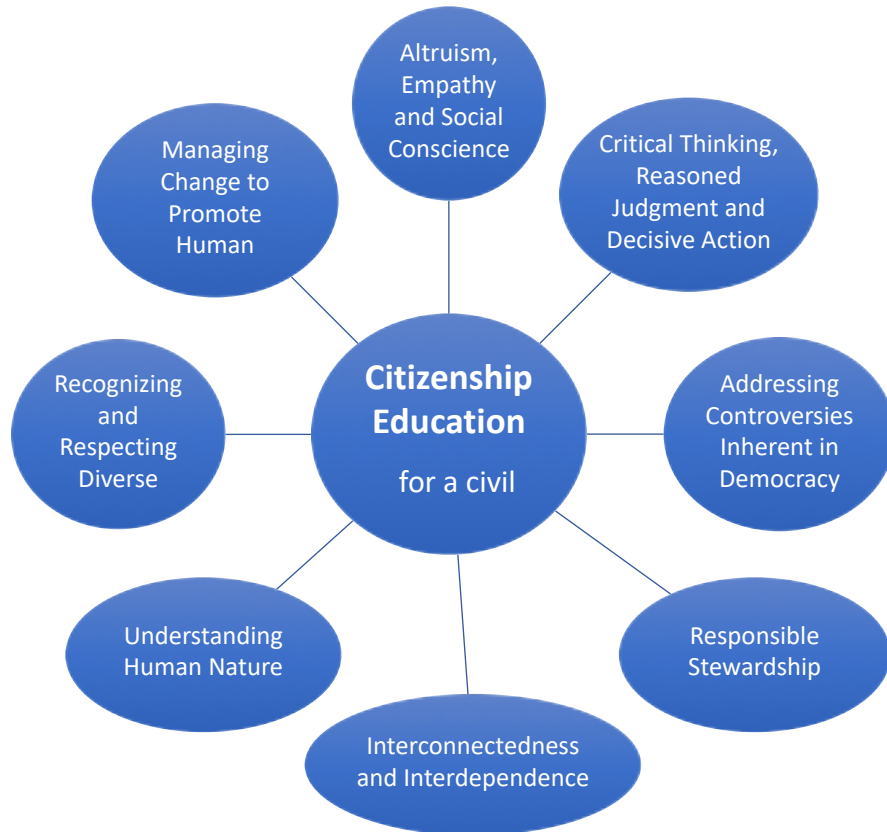 Altruism,
Empathy
and Social
Conscience
Critical Thinking,
Reasoned
Judgment and
Decisive Action
Addressing
Controversies
Inherent in
Democracy
Responsible
Stewardship
Interconnectedness
and Interdependence
Understanding
Human Nature
Recognizing
and
Respecting
Diverse
Managing
Change to
Promote
Human
Citizenship
Education
for a civil